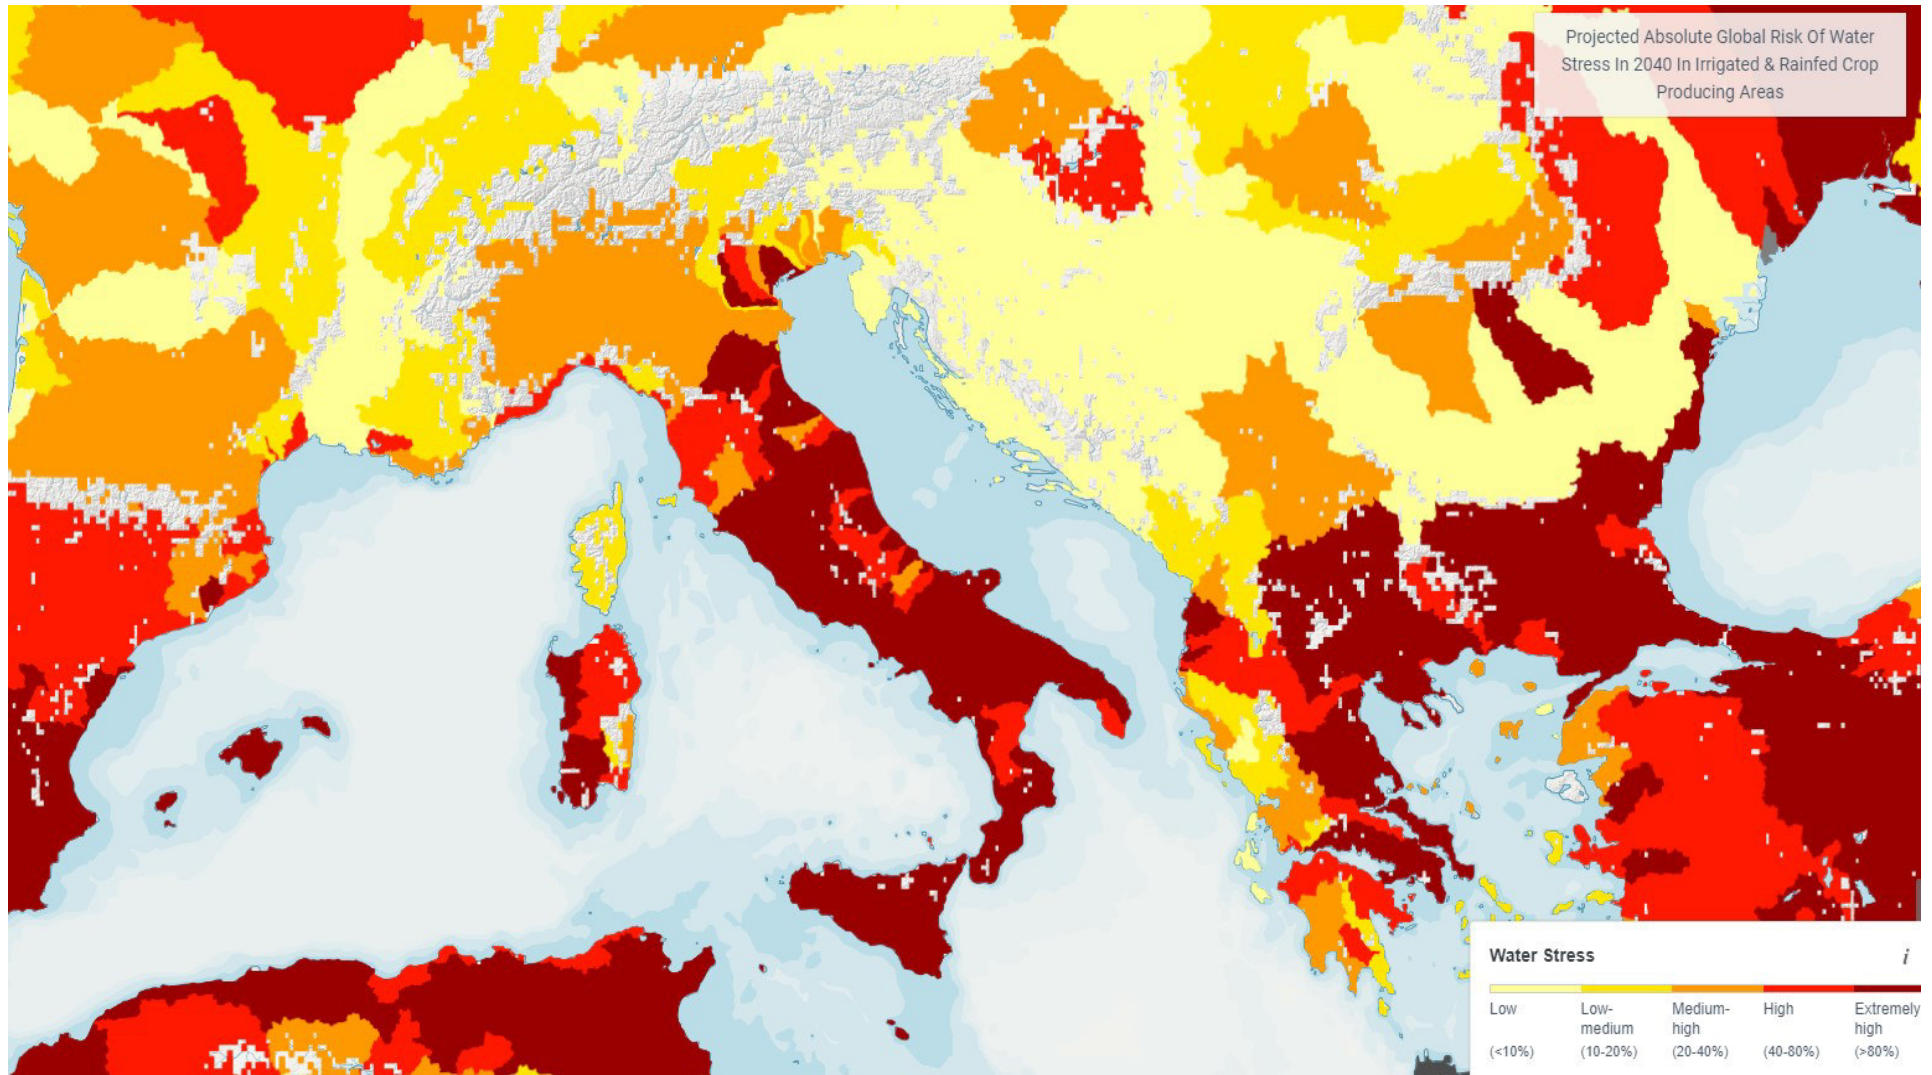 Projected Absolute Global Risk Of Water
Stress In 2040 In Irrigated & Rainfed Crop
Producing Areas
Water Stress i
Low Low-medium Medium-high High Extremely high
(<10%) (10-20%) (20-40%) (40-80%) (>80%)